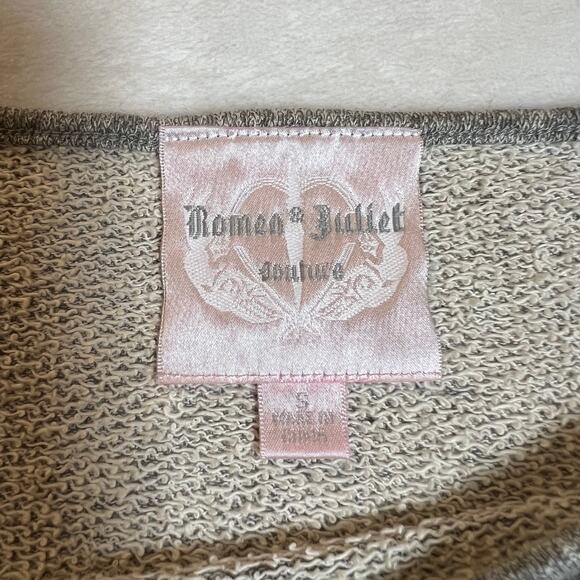 Romeo & Juliet
couture
S
MADE IN
CHINA